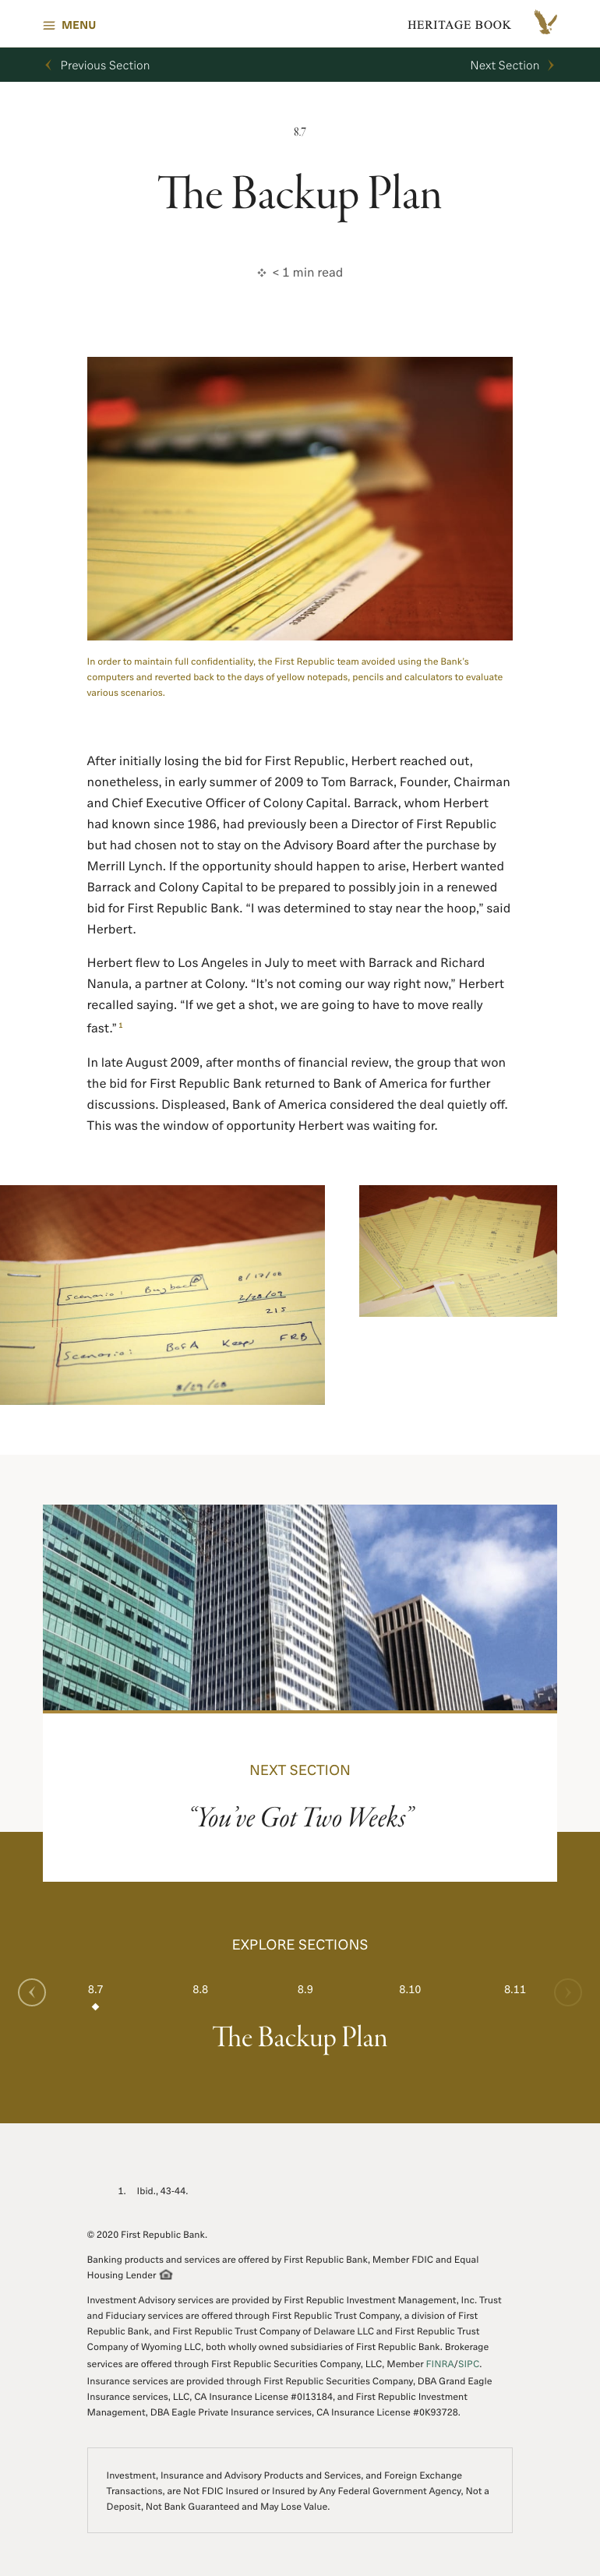 MENU
HERITAGE BOOK
Previous Section
Next Section
8.7
The Backup Plan
< 1 min read
In order to maintain full confidentiality, the First Republic team avoided using the Bank's
computers and reverted back to the days of yellow notepads, pencils and calculators to evaluate
various scenarios.
After initially losing the bid for First Republic, Herbert reached out,
nonetheless, in early summer of 2009 to Tom Barrack, Founder, Chairman
and Chief Executive Officer of Colony Capital. Barrack, whom Herbert
had known since 1986, had previously been a Director of First Republic
but had chosen not to stay on the Advisory Board after the purchase by
Merrill Lynch. If the opportunity should happen to arise, Herbert wanted
Barrack and Colony Capital to be prepared to possibly join in a renewed
bid for First Republic Bank. “I was determined to stay near the hoop,” said
Herbert.
Herbert flew to Los Angeles in July to meet with Barrack and Richard
Nanula, a partner at Colony. “It’s not coming our way right now,” Herbert
recalled saying. “If we get a shot, we are going to have to move really
fast.” 1
In late August 2009, after months of financial review, the group that won
the bid for First Republic Bank returned to Bank of America for further
discussions. Displeased, Bank of America considered the deal quietly off.
This was the window of opportunity Herbert was waiting for.
Scenario: Buyback
2/28/09
215
Scenario: BofA Keeps FRB
8/29/08
NEXT SECTION
“You’ve Got Two Weeks”
EXPLORE SECTIONS
8.7
8.8
8.9
8.10
8.11
The Backup Plan
1. Ibid., 43-44.
© 2020 First Republic Bank.
Banking products and services are offered by First Republic Bank, Member FDIC and Equal
Housing Lender
Investment Advisory services are provided by First Republic Investment Management, Inc. Trust
and Fiduciary services are offered through First Republic Trust Company, a division of First
Republic Bank, and First Republic Trust Company of Delaware LLC and First Republic Trust
Company of Wyoming LLC, both wholly owned subsidiaries of First Republic Bank. Brokerage
services are offered through First Republic Securities Company, LLC, Member FINRA/SIPC.
Insurance services are provided through First Republic Securities Company, DBA Grand Eagle
Insurance services, LLC, CA Insurance License #0I13184, and First Republic Investment
Management, DBA Eagle Private Insurance services, CA Insurance License #0K93728.
Investment, Insurance and Advisory Products and Services, and Foreign Exchange
Transactions, are Not FDIC Insured or Insured by Any Federal Government Agency, Not a
Deposit, Not Bank Guaranteed and May Lose Value.